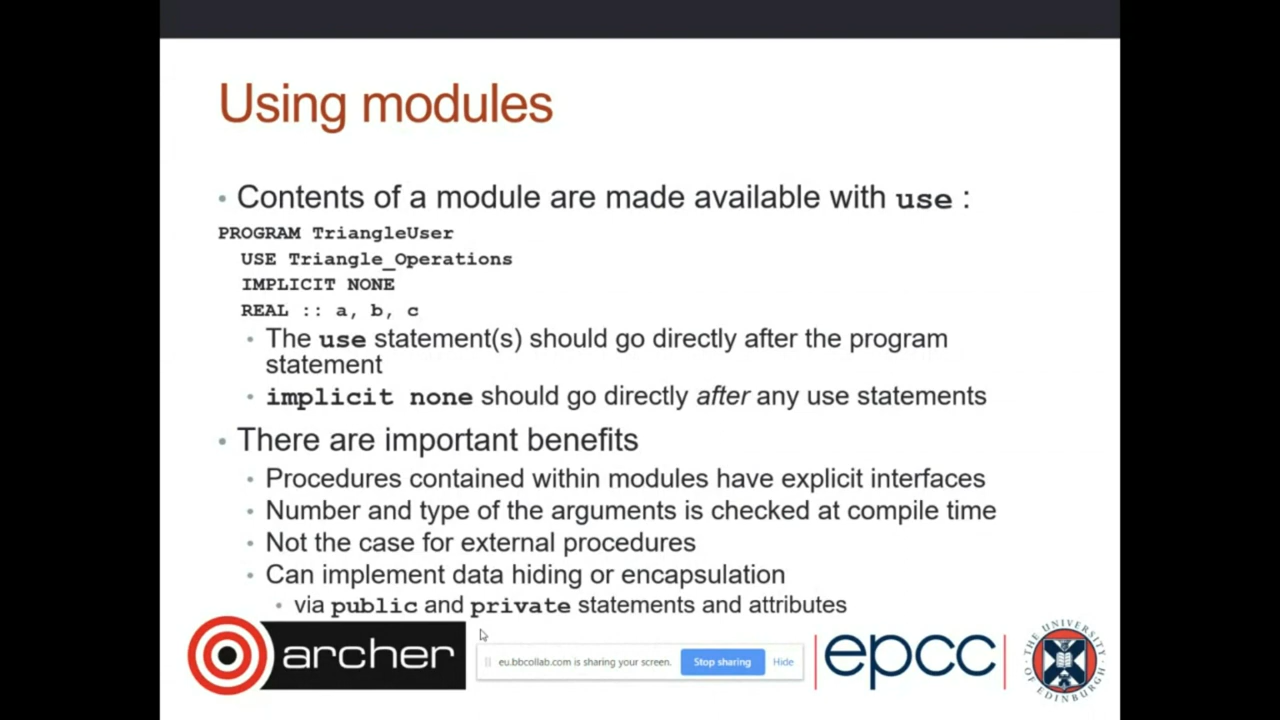 Using modules
• Contents of a module are made available with use :
PROGRAM TriangleUser
USE Triangle_Operations
IMPLICIT NONE
REAL :: a, b, c
• The use statement(s) should go directly after the program
statement
• implicit none should go directly after any use statements
• There are important benefits
• Procedures contained within modules have explicit interfaces
• Number and type of the arguments is checked at compile time
• Not the case for external procedures
• Can implement data hiding or encapsulation
• via public and private statements and attributes
archer
eu.bbcollab.com is sharing your screen. Stop sharing Hide
epcc
THE UNIVERSITY OF EDINBURGH